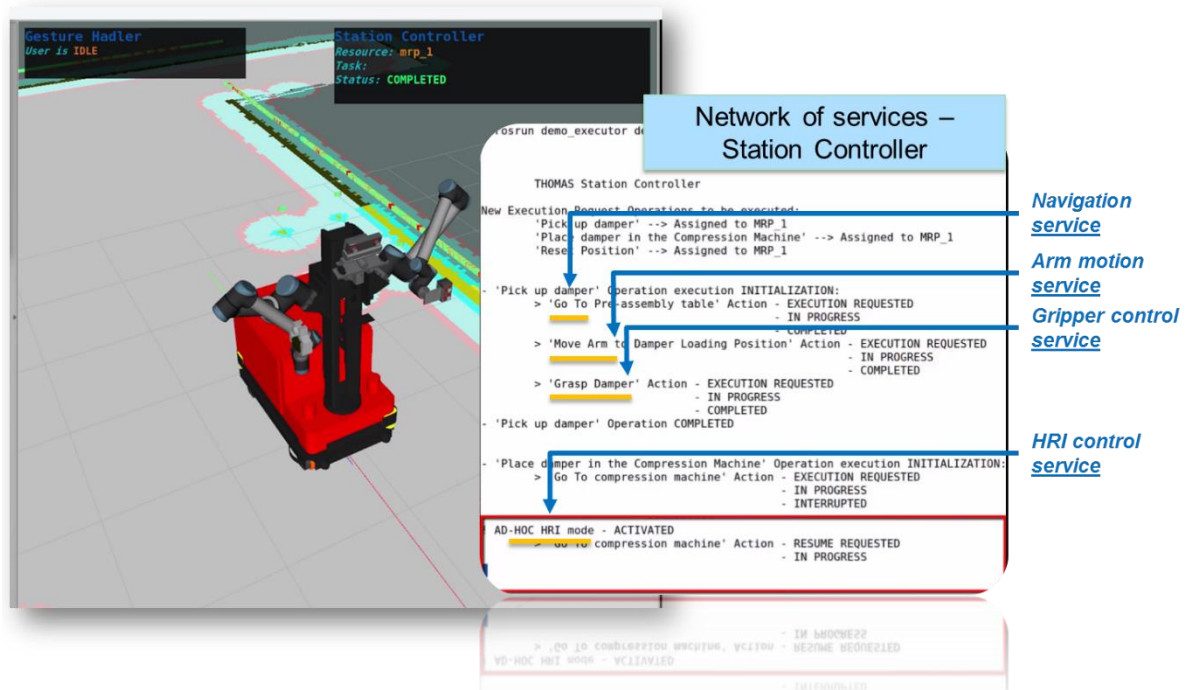 Gesture Hadler
User is IDLE
Station Controller
Resource: mrp_1
Task:
Status: COMPLETED
Network of services –
Station Controller
rosrun demo_executor
THOMAS Station Controller
New Execution Request Operations to be executed:
'Pick up damper' --> Assigned to MRP_1
'Place damper in the Compression Machine' --> Assigned to MRP_1
'Reset Position' --> Assigned to MRP_1
- 'Pick up damper' Operation execution INITIALIZATION:
> 'Go To Pre-assembly table' Action - EXECUTION REQUESTED
- IN PROGRESS
- COMPLETED
> 'Move Arm to Damper Loading Position' Action - EXECUTION REQUESTED
- IN PROGRESS
- COMPLETED
> 'Grasp Damper' Action - EXECUTION REQUESTED
- IN PROGRESS
- COMPLETED
- 'Pick up damper' Operation COMPLETED
- 'Place damper in the Compression Machine' Operation execution INITIALIZATION:
> 'Go To compression machine' Action - EXECUTION REQUESTED
- IN PROGRESS
- INTERRUPTED
! AD-HOC HRI mode - ACTIVATED
> 'Go To compression machine' Action - RESUME REQUESTED
- IN PROGRESS
Navigation
service
Arm motion
service
Gripper control
service
HRI control
service